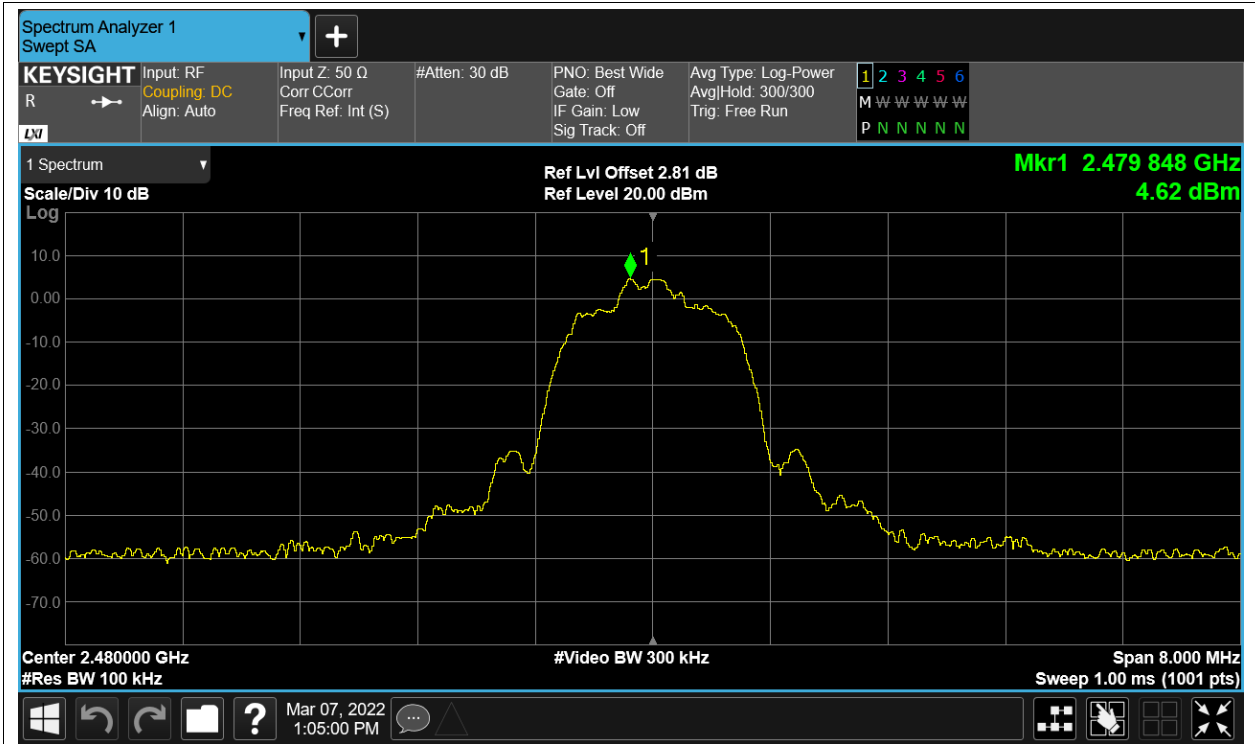 Spectrum Analyzer 1
Swept SA
+
KEYSIGHT
R
LXI
Input: RF
Coupling: DC
Align: Auto
Input Z: 50 Ω
Corr CCorr
Freq Ref: Int (S)
#Atten: 30 dB
PNO: Best Wide
Gate: Off
IF Gain: Low
Sig Track: Off
Avg Type: Log-Power
Avg|Hold: 300/300
Trig: Free Run
1 2 3 4 5 6
M W W W W W
P N N N N N
1 Spectrum
Scale/Div 10 dB
Log
Ref Lvl Offset 2.81 dB
Ref Level 20.00 dBm
Mkr1 2.479 848 GHz
4.62 dBm
1
10.0
0.00
-10.0
-20.0
-30.0
-40.0
-50.0
-60.0
-70.0
Center 2.480000 GHz
#Video BW 300 kHz
Span 8.000 MHz
#Res BW 100 kHz
Sweep 1.00 ms (1001 pts)
?
Mar 07, 2022
1:05:00 PM